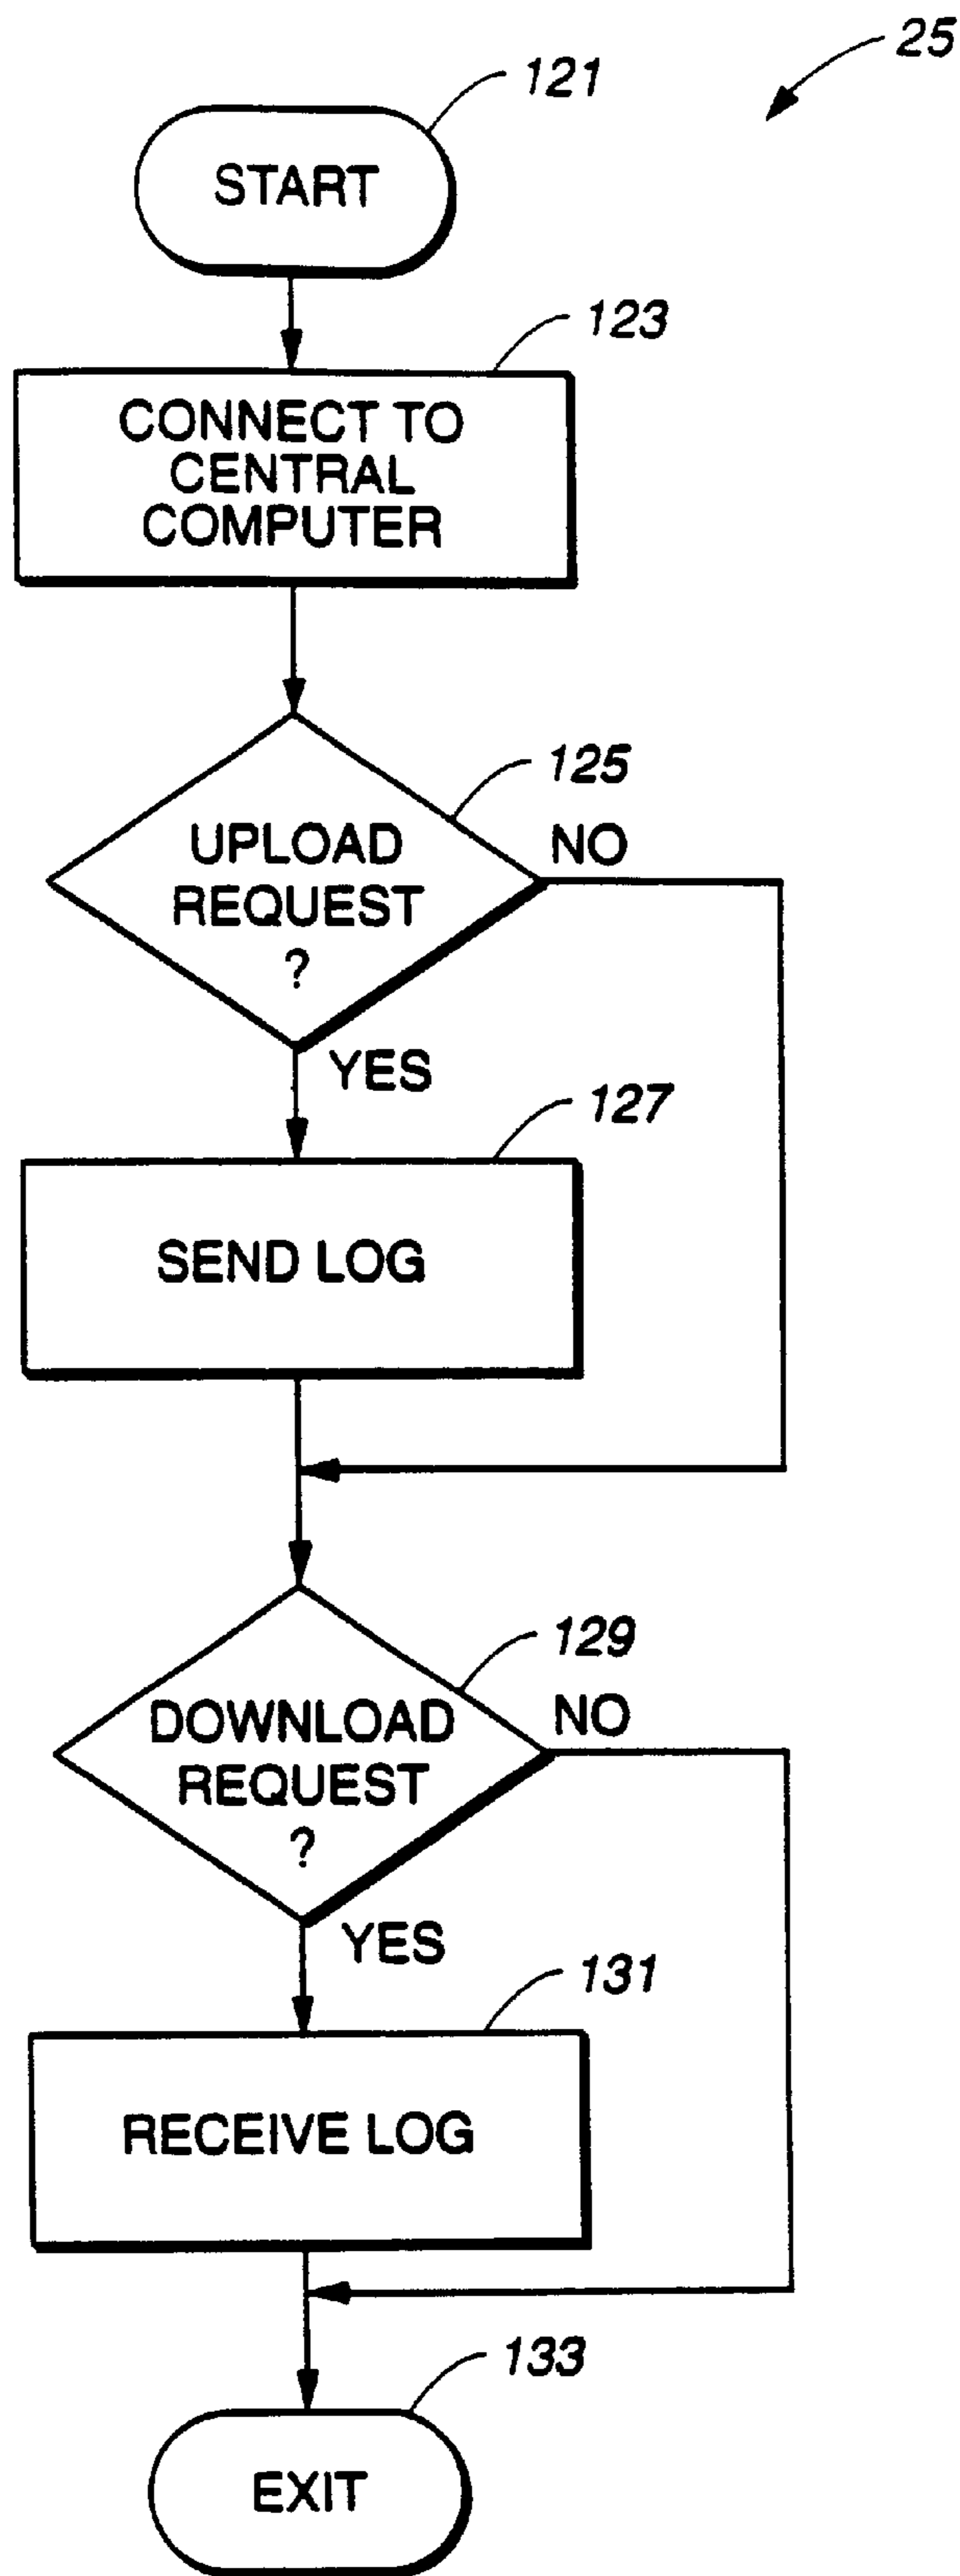 25
121
START
123
CONNECT TO
CENTRAL
COMPUTER
125
UPLOAD
REQUEST
?
NO
YES
127
SEND LOG
129
DOWNLOAD
REQUEST
?
NO
YES
131
RECEIVE LOG
133
EXIT